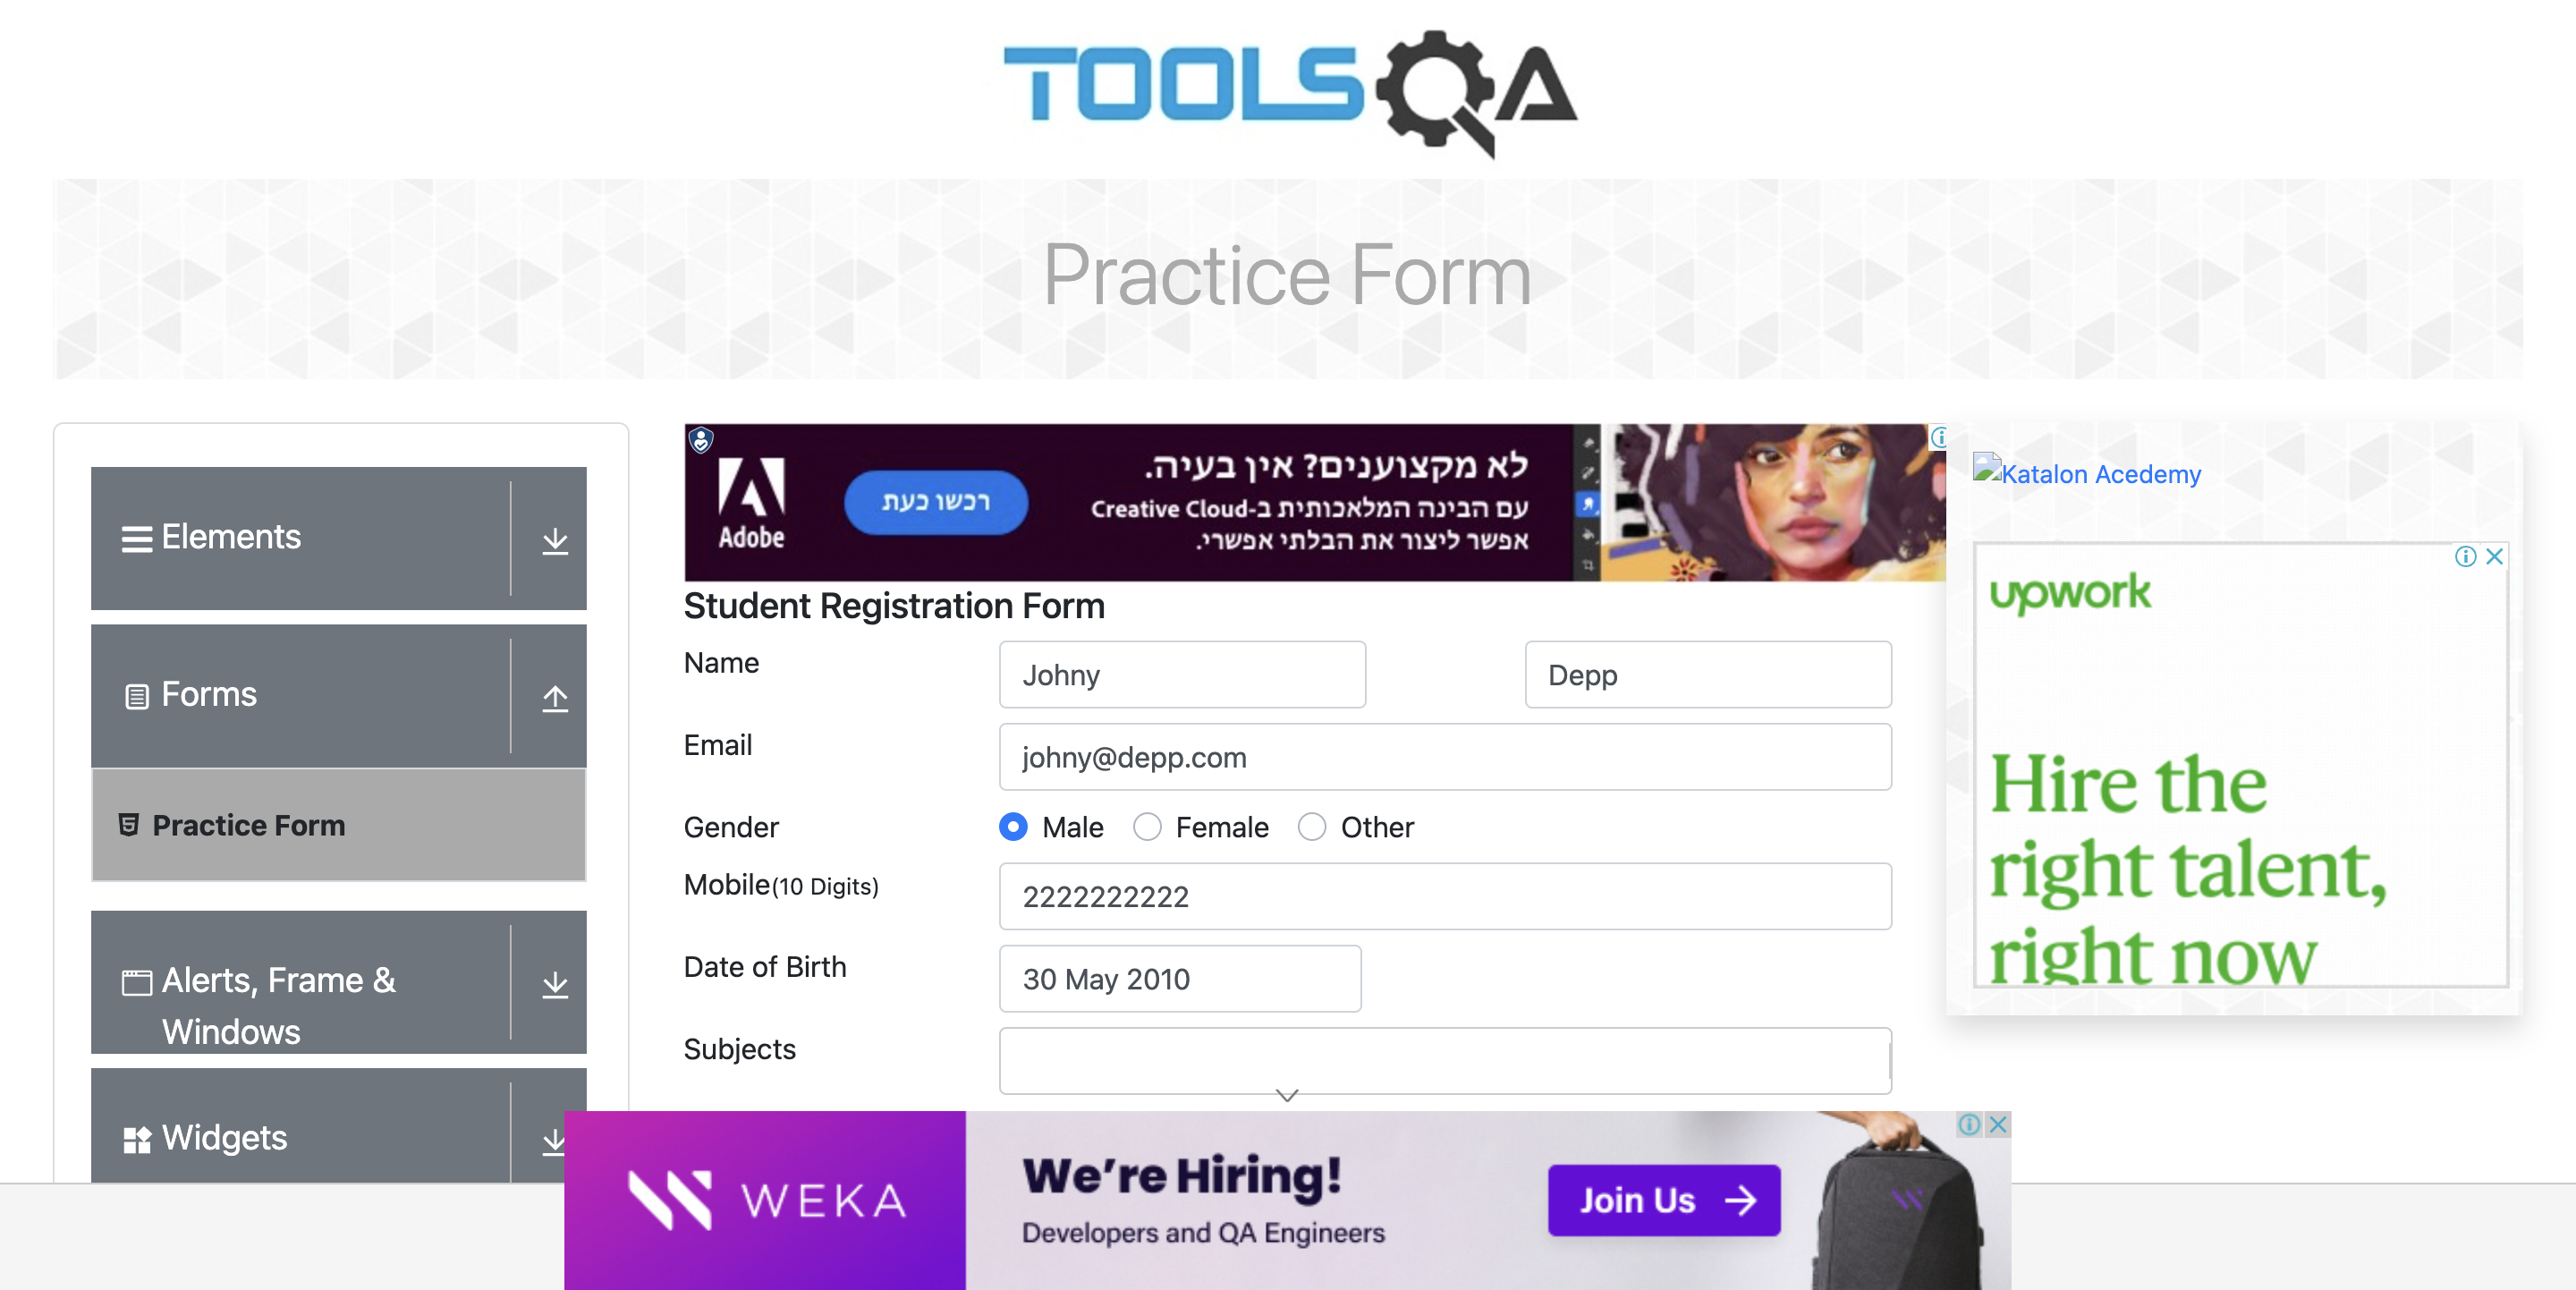 TOOLSQA
Practice Form
Elements
Forms
Practice Form
Alerts, Frame &
Windows
Widgets
Adobe
רכשו כעת
לא מקצוענים? אין בעיה.
עם הבינה המלאכותית ב-Creative Cloud
אפשר ליצור את הבלתי אפשרי.
Student Registration Form
Name
Johny
Depp
Email
johny@depp.com
Gender
Male
Female
Other
Mobile(10 Digits)
2222222222
Date of Birth
30 May 2010
Subjects
Katalon Acedemy
upwork
Hire the
right talent,
right now
WEKA
We're Hiring!
Developers and QA Engineers
Join Us